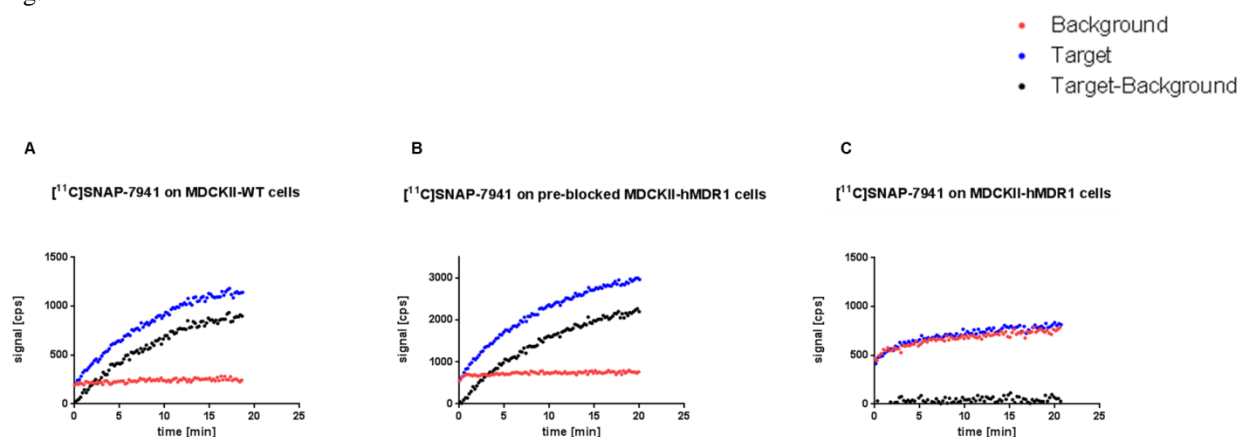 Background
Target
Target-Background
A
B
C
[¹¹C]SNAP-7941 on MDCKII-WT cells
[¹¹C]SNAP-7941 on pre-blocked MDCKII-hMDR1 cells
[¹¹C]SNAP-7941 on MDCKII-hMDR1 cells
signal [cps]
1500
1000
500
0
0 5 10 15 20 25
time [min]
signal [cps]
3000
2000
1000
0
0 5 10 15 20 25
time [min]
signal [cps]
1500
1000
500
0
0 5 10 15 20 25
time [min]